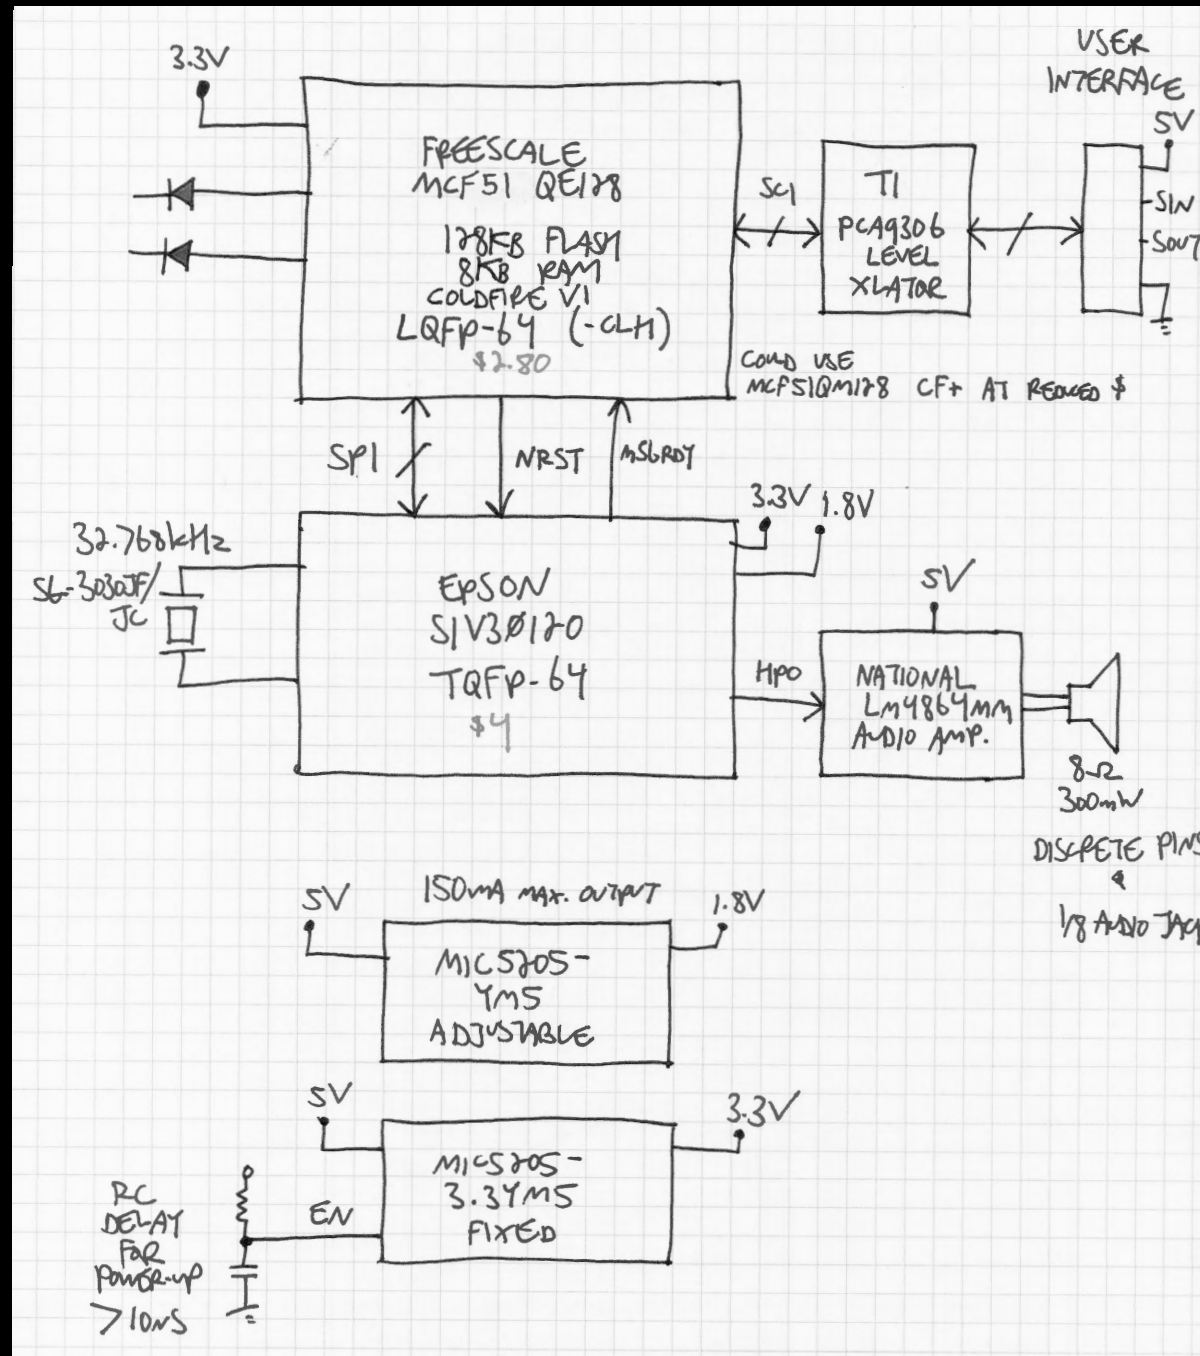 USER
INTERFACE
3.3V
5V
FREESCALE
MCF51 QE128
128KB FLASH
8KB RAM
COLDFIRE V1
LQFP-64 (-CLH)
$2.80
SCI
TI
PCA9306
LEVEL
XLATOR
SIN
SOUT
COULD USE
MCF51QM128 CF+ AT REDUCED $
SPI
NRST
MSGRDY
3.3V
1.8V
32.768kHz
SG-3030JF/
JC
EPSON
S1V30120
TQFP-64
$4
HPO
5V
NATIONAL
LM4864MM
AUDIO AMP.
8Ω
300mW
DISCRETE PINS
&
1/8 AUDIO JACK
5V
150mA MAX. OUTPUT
1.8V
MIC5205-
YM5
ADJUSTABLE
5V
3.3V
MIC5205-
3.3YM5
FIXED
EN
RC
DELAY
FOR
POWER-UP
>10NS